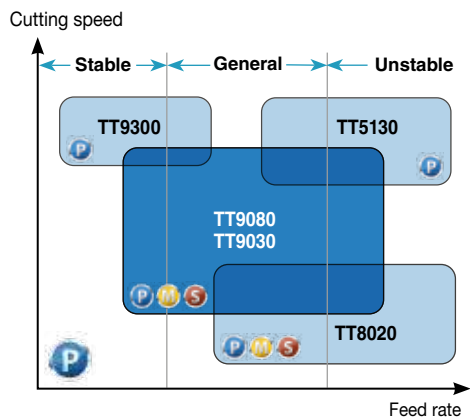 Cutting speed
Stable General Unstable
TT9300 TT5130
P
P
TT9080
TT9030
P M S
TT8020
P M S
P
Feed rate